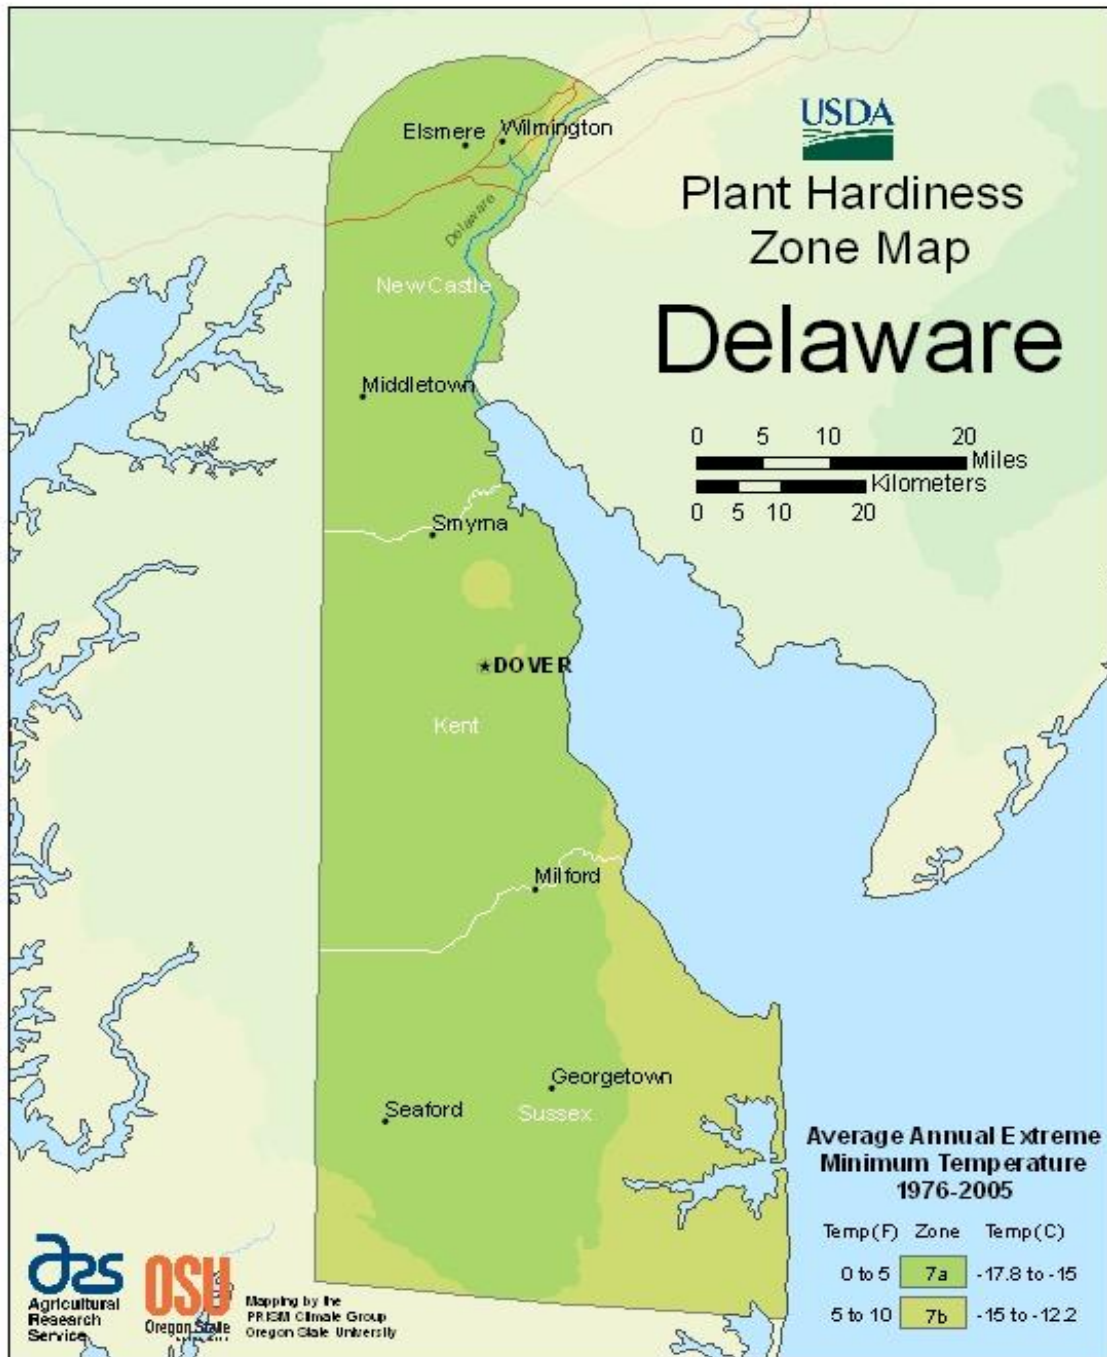 USDA
Plant Hardiness
Zone Map
Delaware
0 5 10 20
Miles
Kilometers
0 5 10 20
Elsmere
Wilmington
Delaware
New Castle
Middletown
Smyrna
DOVER
Kent
Milford
Georgetown
Seaford
Sussex
Average Annual Extreme
Minimum Temperature
1976-2005
Temp(F) Zone Temp(C)
0 to 5 7a -17.8 to -15
5 to 10 7b -15 to -12.2
ars
Agricultural
Research
Service
OSU
Oregon State
Mapping by the
PRISM Climate Group
Oregon State University